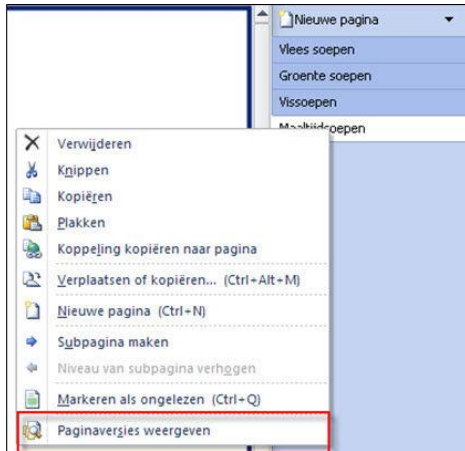 Nieuwe pagina
Vlees soepen
Groente soepen
Vissoepen
Maaltijdsoepen
Verwijderen
Knippen
Kopiëren
Plakken
Koppeling kopiëren naar pagina
Verplaatsen of kopiëren... (Ctrl+Alt+M)
Nieuwe pagina (Ctrl+N)
Subpagina maken
Niveau van subpagina verhogen
Markeren als ongelezen (Ctrl+Q)
Paginaversies weergeven